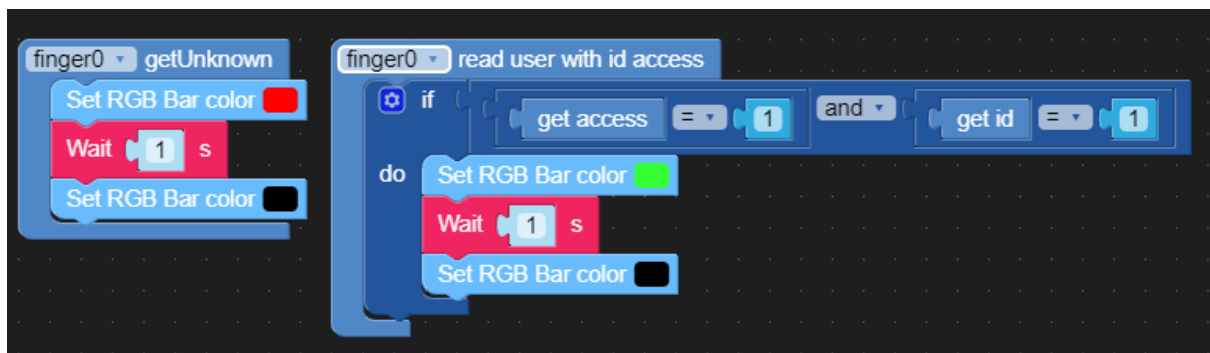 finger0 getUnknown
Set RGB Bar color
Wait 1 s
Set RGB Bar color
finger0 read user with id access
if get access = 1 and get id = 1
do Set RGB Bar color
Wait 1 s
Set RGB Bar color